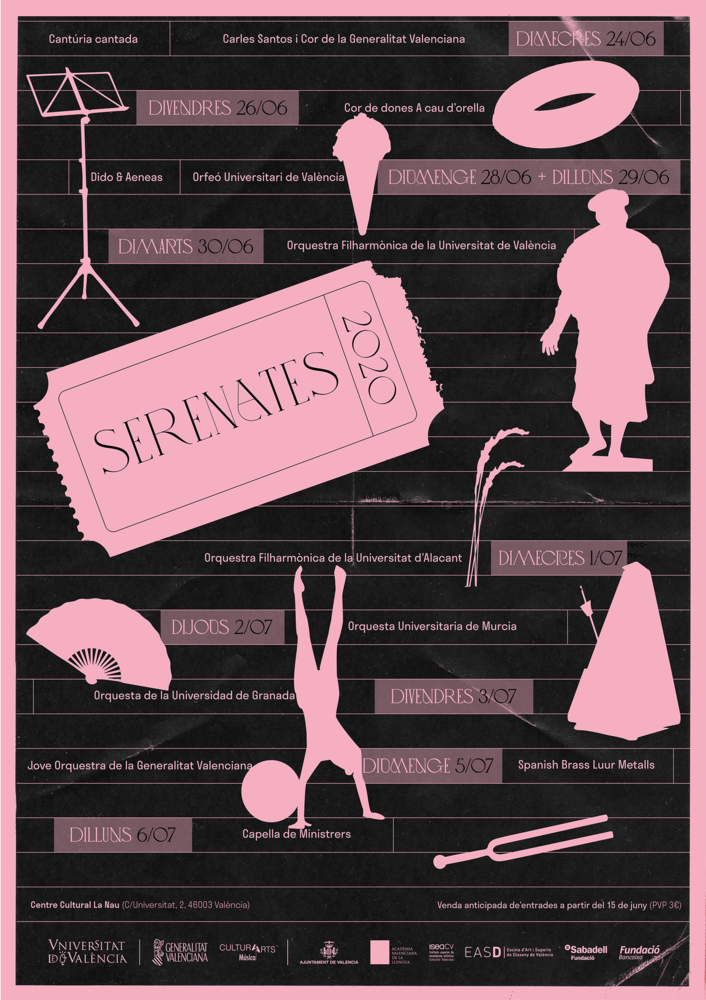 Cantúria cantada
Carles Santos i Cor de la Generalitat Valenciana
DIMECRES 24/06
DIVENDRES 26/06
Cor de dones A cau d'orella
Dido & Aeneas
Orfeó Universitari de València
DIUMENGE 28/06 + DILLUNS 29/06
DIMARTS 30/06
Orquestra Filharmònica de la Universitat de València
SERENATES
2020
Orquestra Filharmònica de la Universitat d'Alacant
DIMECRES 1/07
DIJOUS 2/07
Orquesta Universitaria de Murcia
Orquesta de la Universidad de Granada
DIVENDRES 3/07
Jove Orquestra de la Generalitat Valenciana
DIUMENGE 5/07
Spanish Brass Luur Metalls
DILLUNS 6/07
Capella de Ministrers
Centre Cultural La Nau (C/Universitat, 2, 46003 València)
Venda anticipada de'entrades a partir del 15 de juny (PVP 3€)
VNIVERSITAT
ID QVALÈNCIA
GENERALITAT
VALENCIANA
CULTURARTS
Música
AJUNTAMENT DE VALÈNCIA
ACADÈMIA
VALENCIANA
DE LA
LLENGUA
iseaCV
EASD
Escola d'Art i Superio
de Disseny de València
Sabadell
Fundació
Fundació
Bancaixa